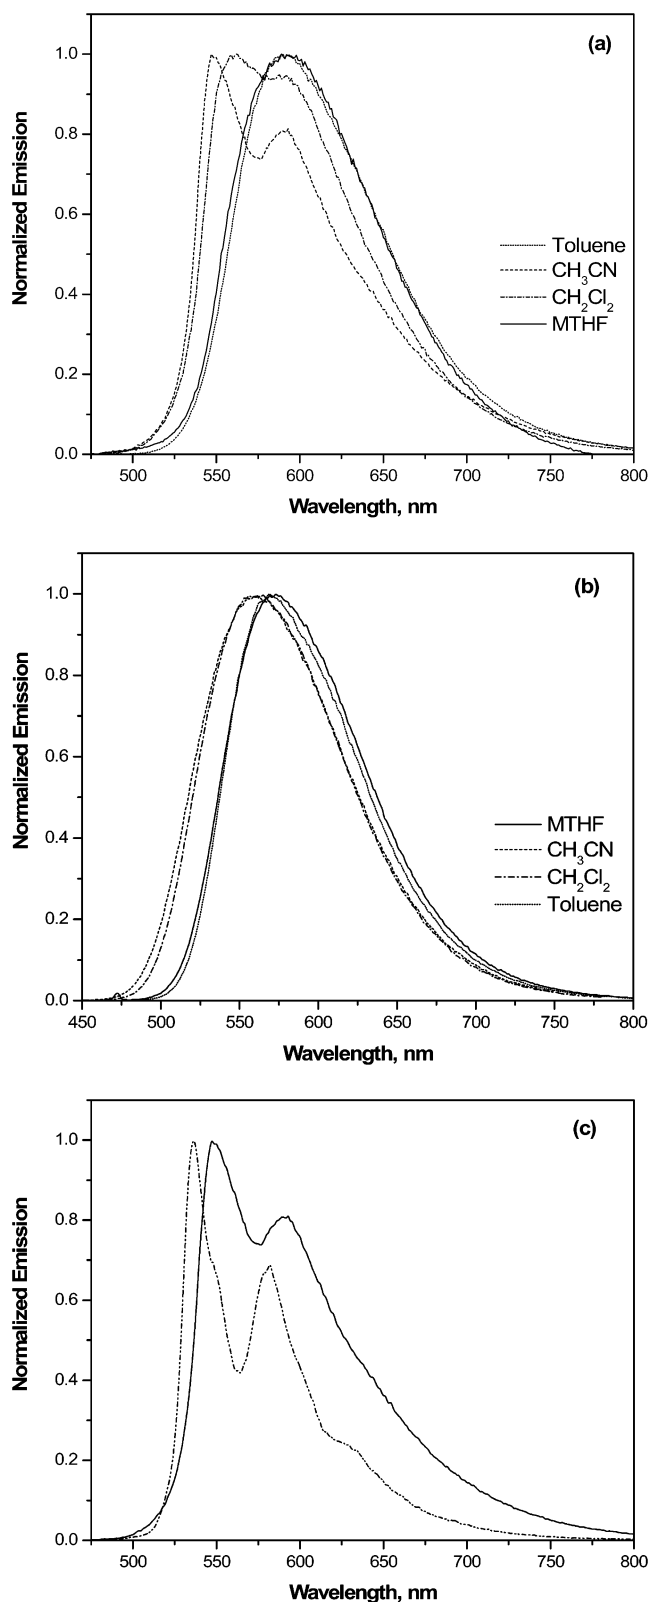 (a)
1.0
0.8
0.6
0.4
0.2
0.0
Normalized Emission
Toluene
CH₃CN
CH₂Cl₂
MTHF
500 550 600 650 700 750 800
Wavelength, nm
(b)
1.0
0.8
0.6
0.4
0.2
0.0
Normalized Emission
MTHF
CH₃CN
CH₂Cl₂
Toluene
450 500 550 600 650 700 750 800
Wavelength, nm
(c)
1.0
0.8
0.6
0.4
0.2
0.0
Normalized Emission
500 550 600 650 700 750 800
Wavelength, nm